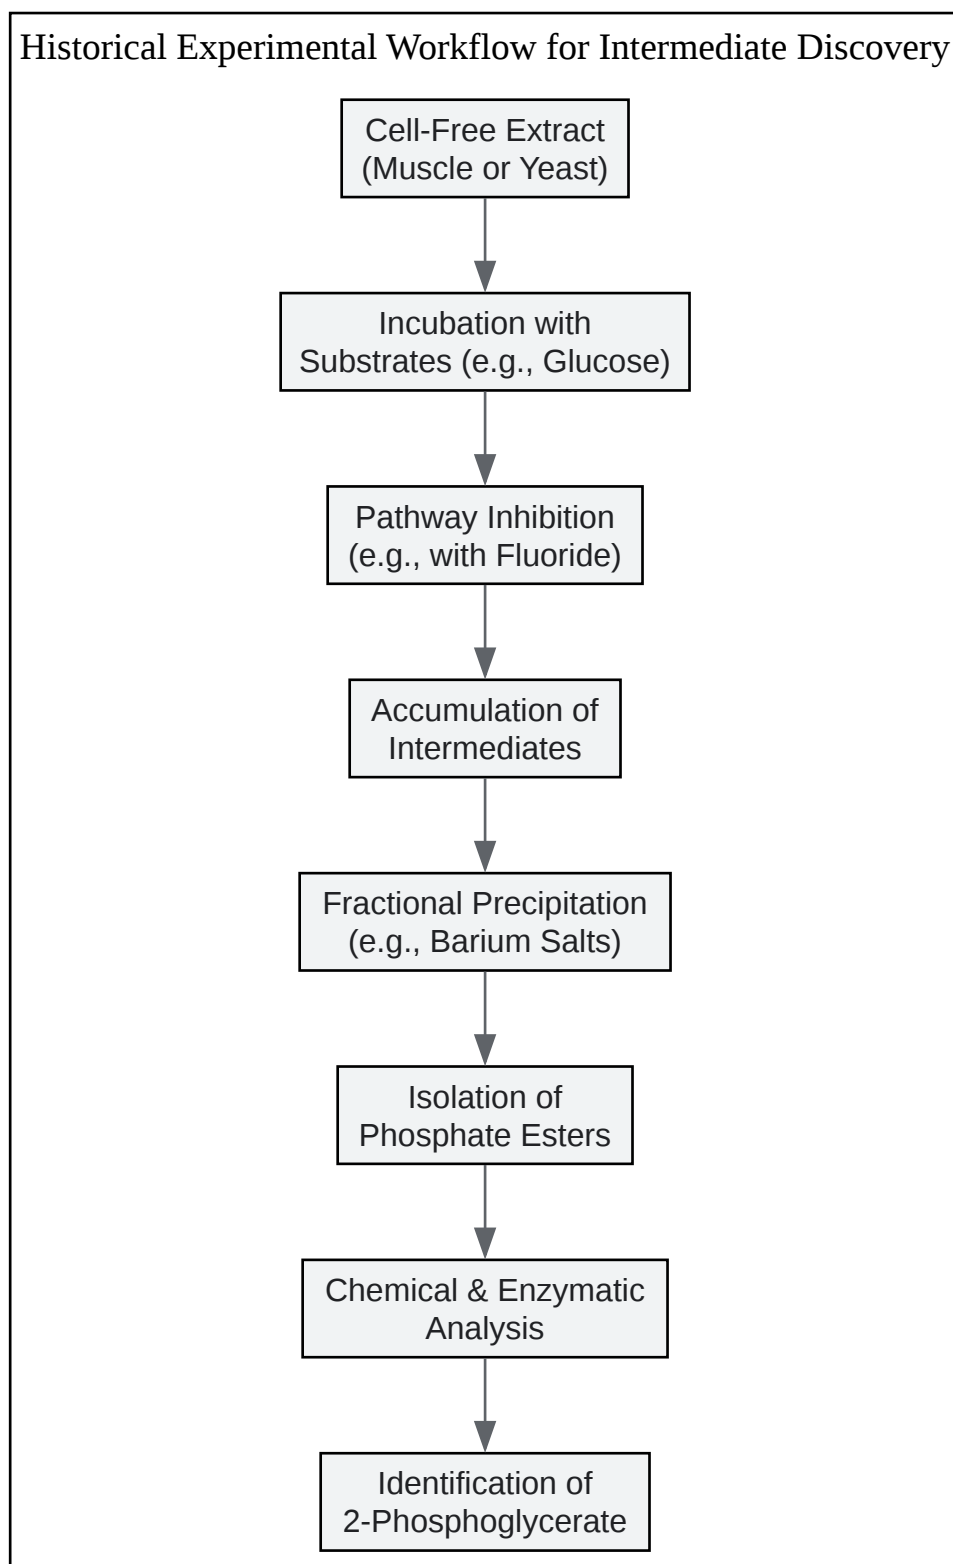 Historical Experimental Workflow for Intermediate Discovery
Cell-Free Extract
(Muscle or Yeast)
Incubation with
Substrates (e.g., Glucose)
Pathway Inhibition
(e.g., with Fluoride)
Accumulation of
Intermediates
Fractional Precipitation
(e.g., Barium Salts)
Isolation of
Phosphate Esters
Chemical & Enzymatic
Analysis
Identification of
2-Phosphoglycerate